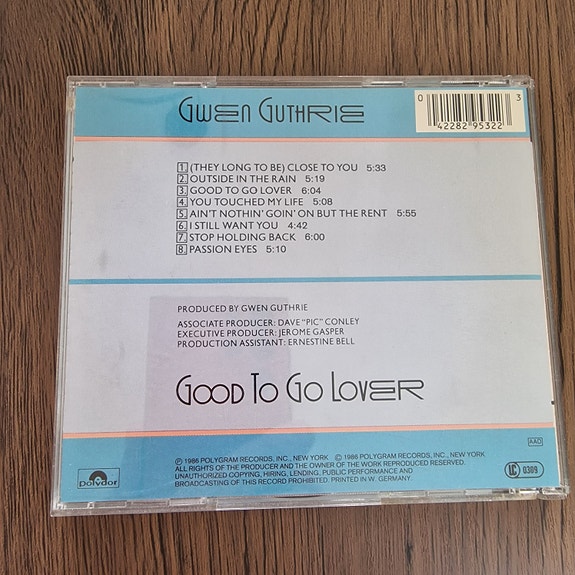 GWEN GUTHRIE
0 42282 95322 3
1 (THEY LONG TO BE) CLOSE TO YOU 5:33
2 OUTSIDE IN THE RAIN 5:19
3 GOOD TO GO LOVER 6:04
4 YOU TOUCHED MY LIFE 5:08
5 AIN'T NOTHIN' GOIN' ON BUT THE RENT 5:55
6 I STILL WANT YOU 4:42
7 STOP HOLDING BACK 6:00
8 PASSION EYES 5:10
PRODUCED BY GWEN GUTHRIE
ASSOCIATE PRODUCER: DAVE "PIC" CONLEY
EXECUTIVE PRODUCER: JEROME GASPER
PRODUCTION ASSISTANT: ERNESTINE BELL
GOOD TO GO LOVER
AAD
polydor
℗ 1986 POLYGRAM RECORDS, INC., NEW YORK © 1986 POLYGRAM RECORDS, INC., NEW YORK
ALL RIGHTS OF THE PRODUCER AND THE OWNER OF THE WORK REPRODUCED RESERVED.
UNAUTHORIZED COPYING, HIRING, LENDING, PUBLIC PERFORMANCE AND
BROADCASTING OF THIS RECORD PROHIBITED. PRINTED IN W. GERMANY
LC 0309